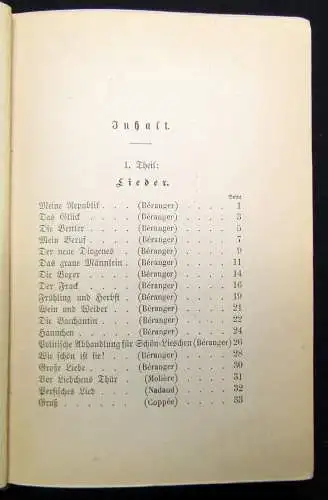 Inhalt.
1. Theil:
Lieder.
Seite
Meine Republik . . . (Béranger) . . . . 1
Das Glück . . . . (Béranger) . . . . 3
Die Bettler . . . . (Béranger) . . . . 5
Mein Beruf . . . . (Béranger) . . . . 7
Der neue Diogenes . . (Béranger) . . . . 9
Das graue Männlein . . (Béranger) . . . . 11
Die Boxer . . . . (Béranger) . . . . 14
Der Frack . . . . (Béranger) . . . . 16
Frühling und Herbst . . (Béranger) . . . . 19
Wein und Weiber . . . (Béranger) . . . . 21
Die Bacchantin . . . (Béranger) . . . . 22
Hannchen . . . . (Béranger) . . . . 24
Politische Abhandlung für Schön-Lieschen (Béranger) 26
Wie schön ist sie! . . (Béranger) . . . . 28
Große Liebe . . . . (Béranger) . . . . 30
Vor Liebchens Thür . . (Molière) . . . . 31
Persisches Lied . . . (Nadaud) . . . . 32
Gruß . . . . . (Coppée) . . . . 33